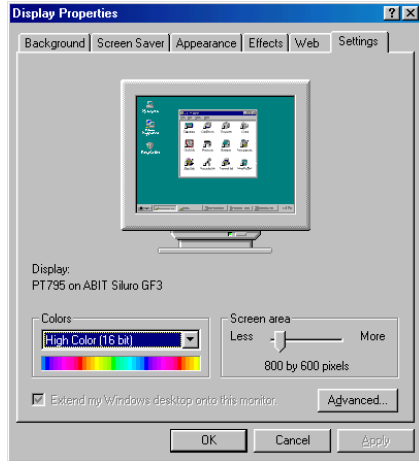 Display Properties
Background Screen Saver Appearance Effects Web Settings
Display:
PT795 on ABIT Siluro GF3
Colors
High Color (16 bit)
Screen area
Less More
800 by 600 pixels
Extend my Windows desktop onto this monitor.
Advanced...
OK Cancel Apply